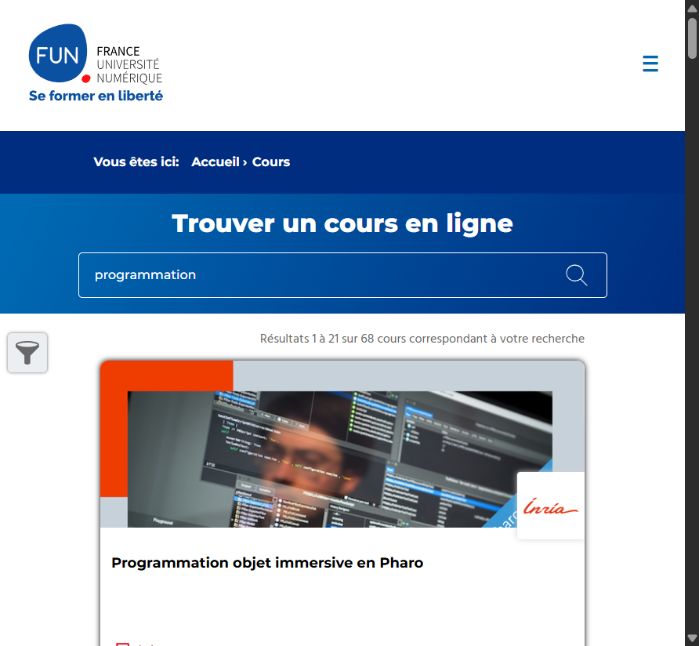 FUN
FRANCE
UNIVERSITÉ
NUMÉRIQUE
Se former en liberté
Vous êtes ici: Accueil › Cours
Trouver un cours en ligne
programmation
Résultats 1 à 21 sur 68 cours correspondant à votre recherche
Inria
Programmation objet immersive en Pharo